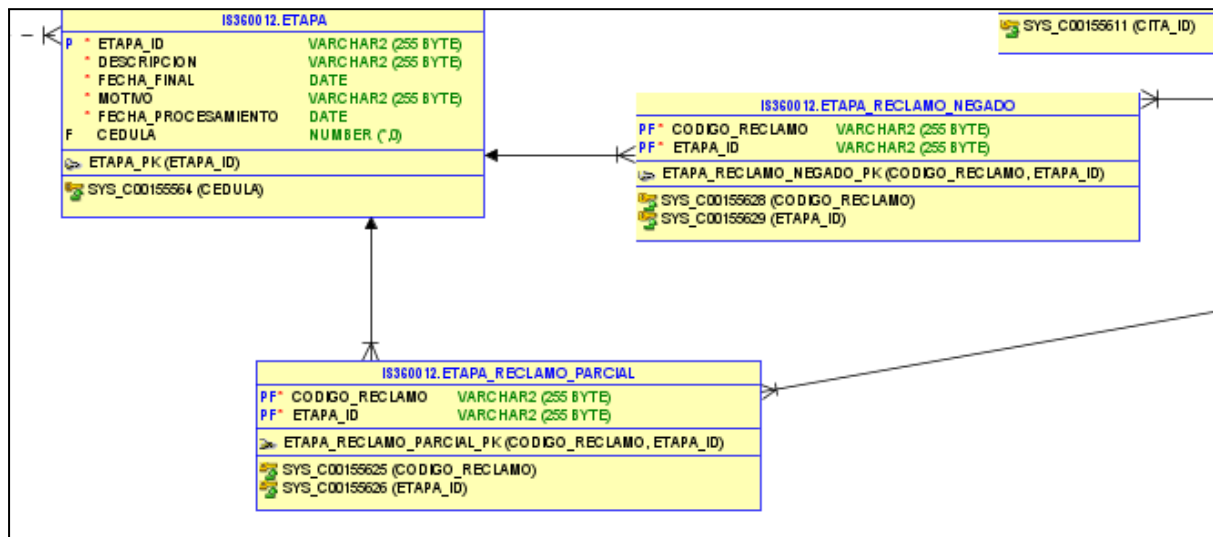 IS360012.ETAPA
P * ETAPA_ID VARCHAR2 (255 BYTE)
* DESCRIPCION VARCHAR2 (255 BYTE)
* FECHA_FINAL DATE
* MOTIVO VARCHAR2 (255 BYTE)
* FECHA_PROCESAMIENTO DATE
F CEDULA NUMBER (*,0)
ETAPA_PK (ETAPA_ID)
SYS_C00155564 (CEDULA)
SYS_C00155611 (CITA_ID)
IS360012.ETAPA_RECLAMO_NEGADO
PF* CODIGO_RECLAMO VARCHAR2 (255 BYTE)
PF* ETAPA_ID VARCHAR2 (255 BYTE)
ETAPA_RECLAMO_NEGADO_PK (CODIGO_RECLAMO, ETAPA_ID)
SYS_C00155628 (CODIGO_RECLAMO)
SYS_C00155629 (ETAPA_ID)
IS360012.ETAPA_RECLAMO_PARCIAL
PF* CODIGO_RECLAMO VARCHAR2 (255 BYTE)
PF* ETAPA_ID VARCHAR2 (255 BYTE)
ETAPA_RECLAMO_PARCIAL_PK (CODIGO_RECLAMO, ETAPA_ID)
SYS_C00155625 (CODIGO_RECLAMO)
SYS_C00155626 (ETAPA_ID)